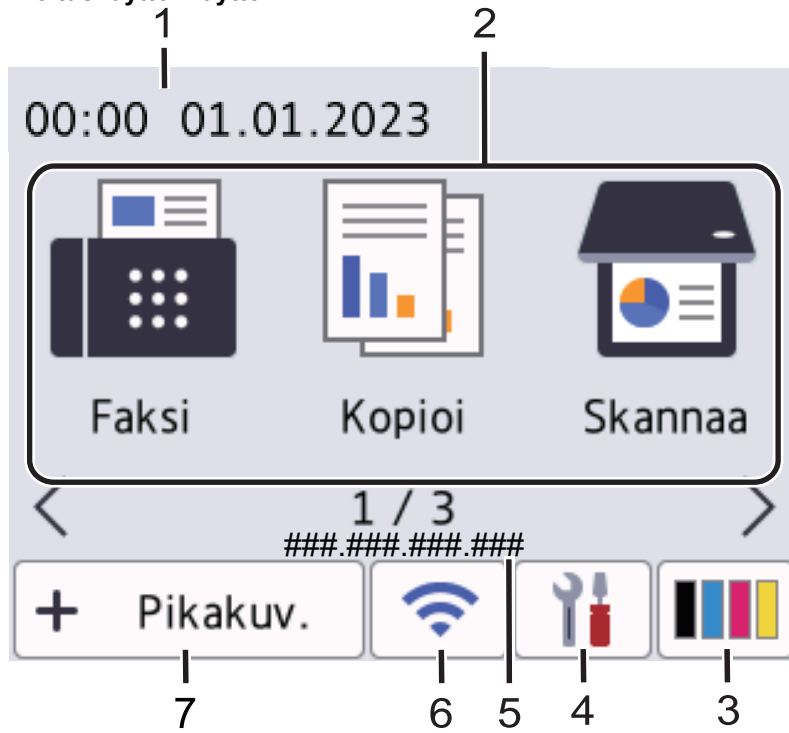 1 2
00:00 01.01.2023
Faksi Kopioi Skannaa
1 / 3
###.###.###.###
+ Pikakuv.
7 6 5 4 3